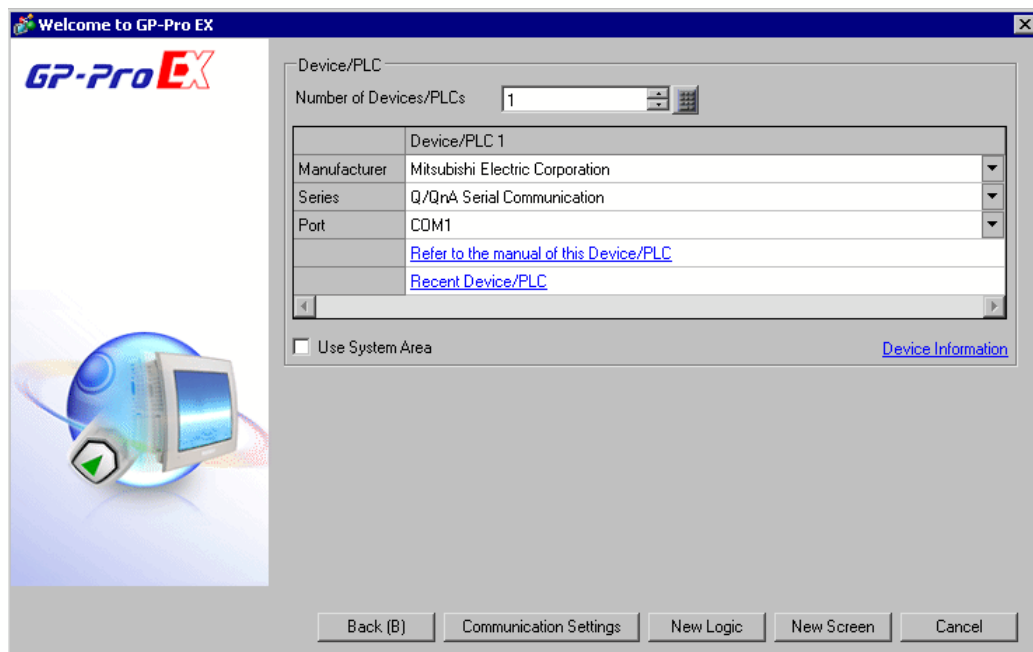 Welcome to GP-Pro EX
GP-Pro EX
Device/PLC
Number of Devices/PLCs 1
Device/PLC 1
Manufacturer Mitsubishi Electric Corporation
Series Q/QnA Serial Communication
Port COM1
Refer to the manual of this Device/PLC
Recent Device/PLC
Use System Area Device Information
Back (B) Communication Settings New Logic New Screen Cancel